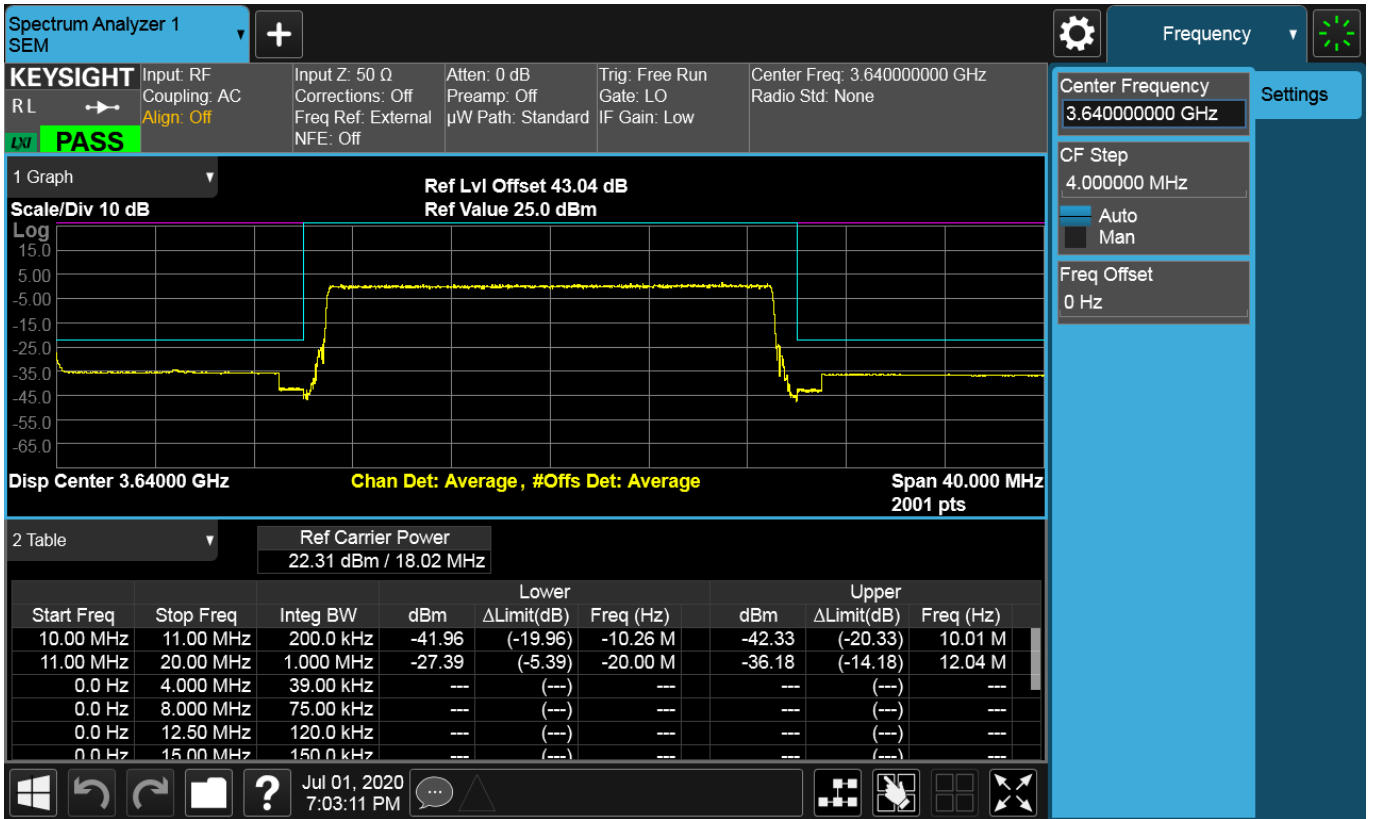 Spectrum Analyzer 1
SEM
Frequency
KEYSIGHT
R L
LXI
PASS
Input: RF
Coupling: AC
Align: Off
Input Z: 50 Ω
Corrections: Off
Freq Ref: External
NFE: Off
Atten: 0 dB
Preamp: Off
µW Path: Standard
Trig: Free Run
Gate: LO
IF Gain: Low
Center Freq: 3.640000000 GHz
Radio Std: None
Center Frequency
3.640000000 GHz
Settings
CF Step
4.000000 MHz
Auto
Man
Freq Offset
0 Hz
1 Graph
Ref Lvl Offset 43.04 dB
Scale/Div 10 dB
Ref Value 25.0 dBm
Log
15.0
5.00
-5.00
-15.0
-25.0
-35.0
-45.0
-55.0
-65.0
Disp Center 3.64000 GHz
Chan Det: Average , #Offs Det: Average
Span 40.000 MHz
2001 pts
2 Table
Ref Carrier Power
22.31 dBm / 18.02 MHz
Lower Upper
Start Freq Stop Freq Integ BW dBm ΔLimit(dB) Freq (Hz) dBm ΔLimit(dB) Freq (Hz)
10.00 MHz 11.00 MHz 200.0 kHz -41.96 (-19.96) -10.26 M -42.33 (-20.33) 10.01 M
11.00 MHz 20.00 MHz 1.000 MHz -27.39 (-5.39) -20.00 M -36.18 (-14.18) 12.04 M
0.0 Hz 4.000 MHz 39.00 kHz --- (---) --- --- (---) ---
0.0 Hz 8.000 MHz 75.00 kHz --- (---) --- --- (---) ---
0.0 Hz 12.50 MHz 120.0 kHz --- (---) --- --- (---) ---
0.0 Hz 15.00 MHz 150.0 kHz --- (---) --- --- (---) ---
?
Jul 01, 2020
7:03:11 PM